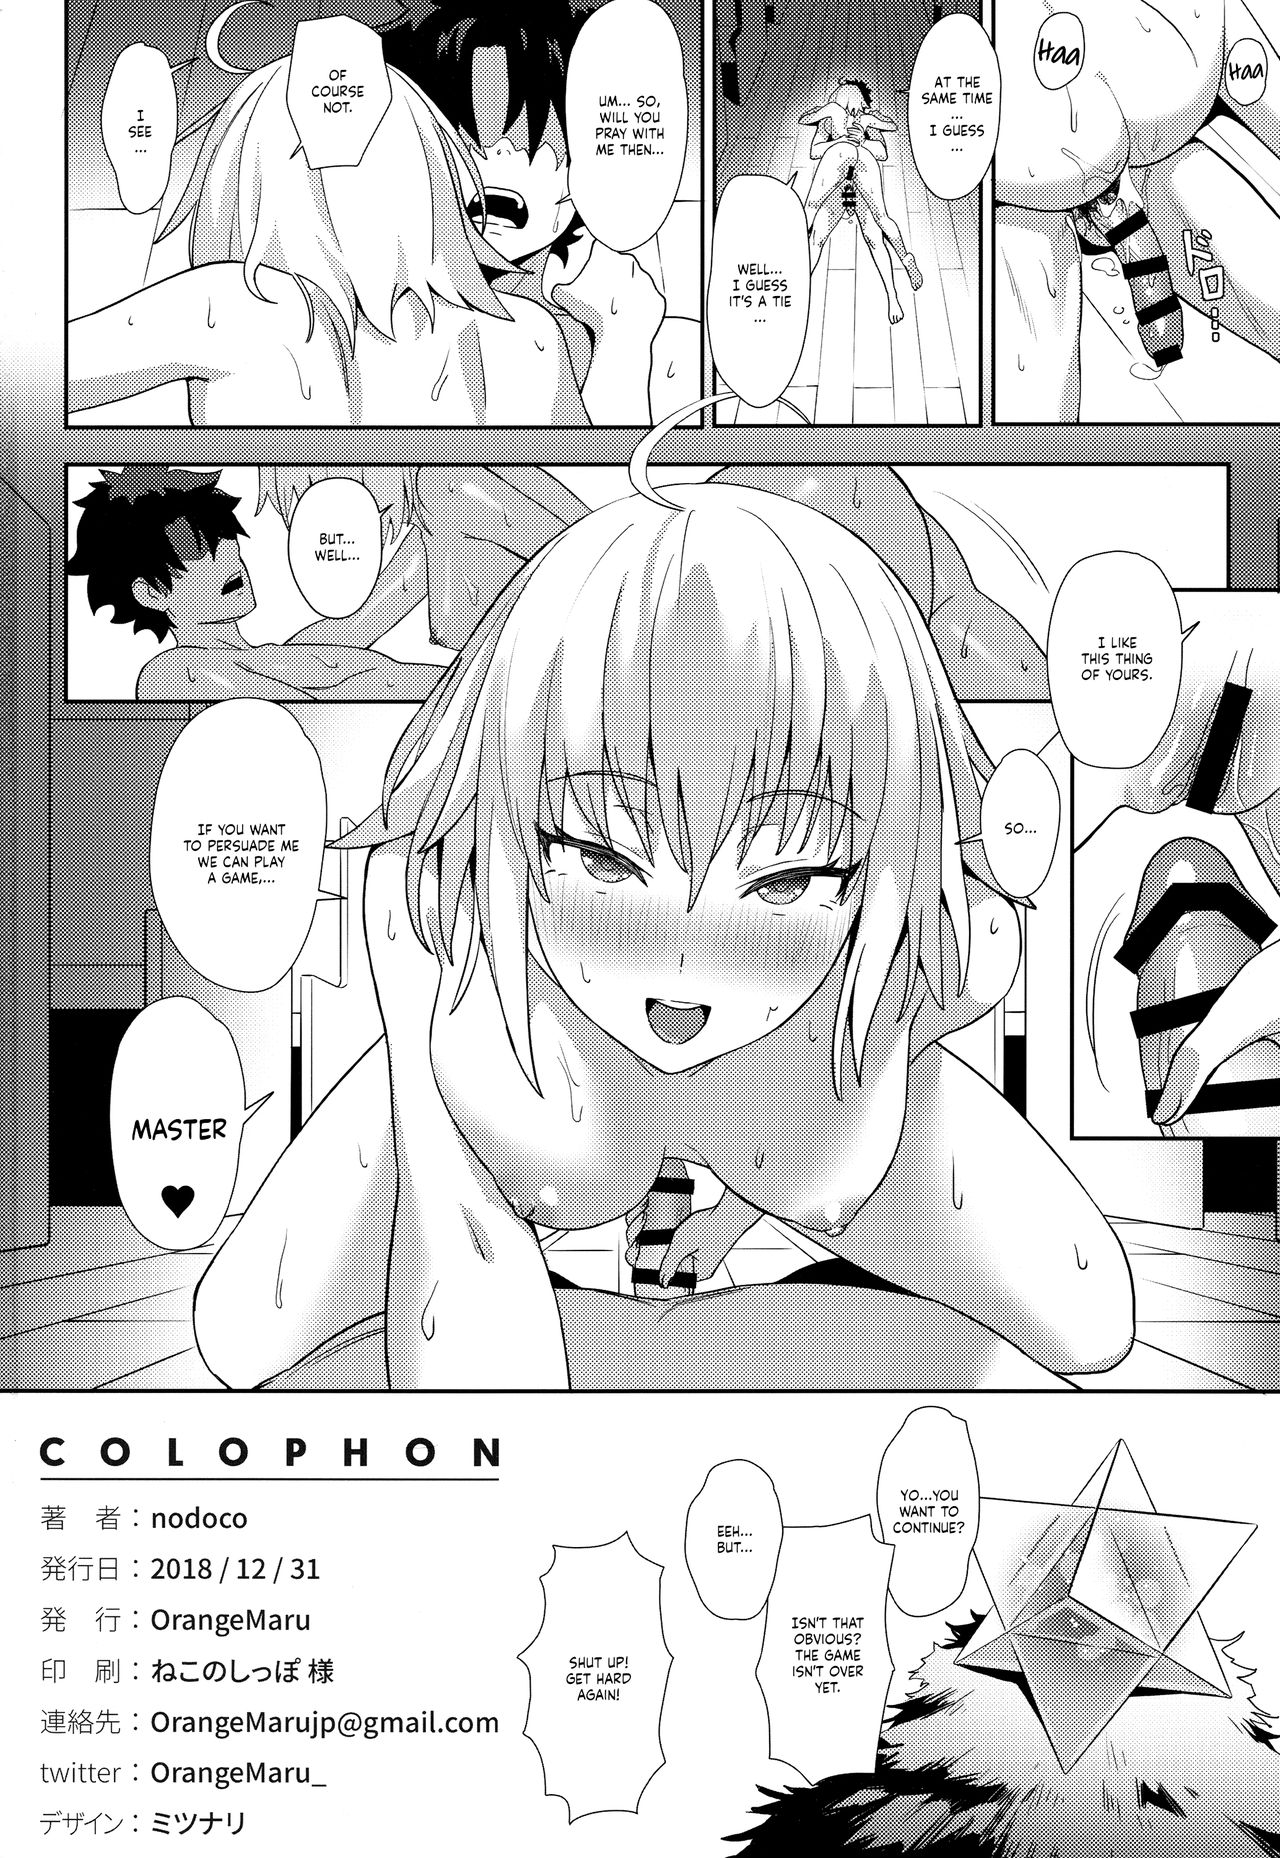 Haa
Haa
ドロ…
AT THE
SAME TIME
...
I GUESS
WELL...
I GUESS
IT'S A TIE
...
UM... SO,
WILL YOU
PRAY WITH
ME THEN...
OF
COURSE
NOT.
I
SEE
...
BUT...
WELL...
I LIKE
THIS THING
OF YOURS.
SO...
IF YOU WANT
TO PERSUADE ME
WE CAN PLAY
A GAME,...
MASTER
♥
YO...YOU
WANT TO
CONTINUE?
EEH...
BUT...
ISN'T THAT
OBVIOUS?
THE GAME
ISN'T OVER
YET.
SHUT UP!
GET HARD
AGAIN!
COLOPHON
著 者：nodoco
発行日：2018 / 12 / 31
発 行：OrangeMaru
印 刷：ねこのしっぽ 様
連絡先：OrangeMarujp@gmail.com
twitter：OrangeMaru_
デザイン：ミツナリ